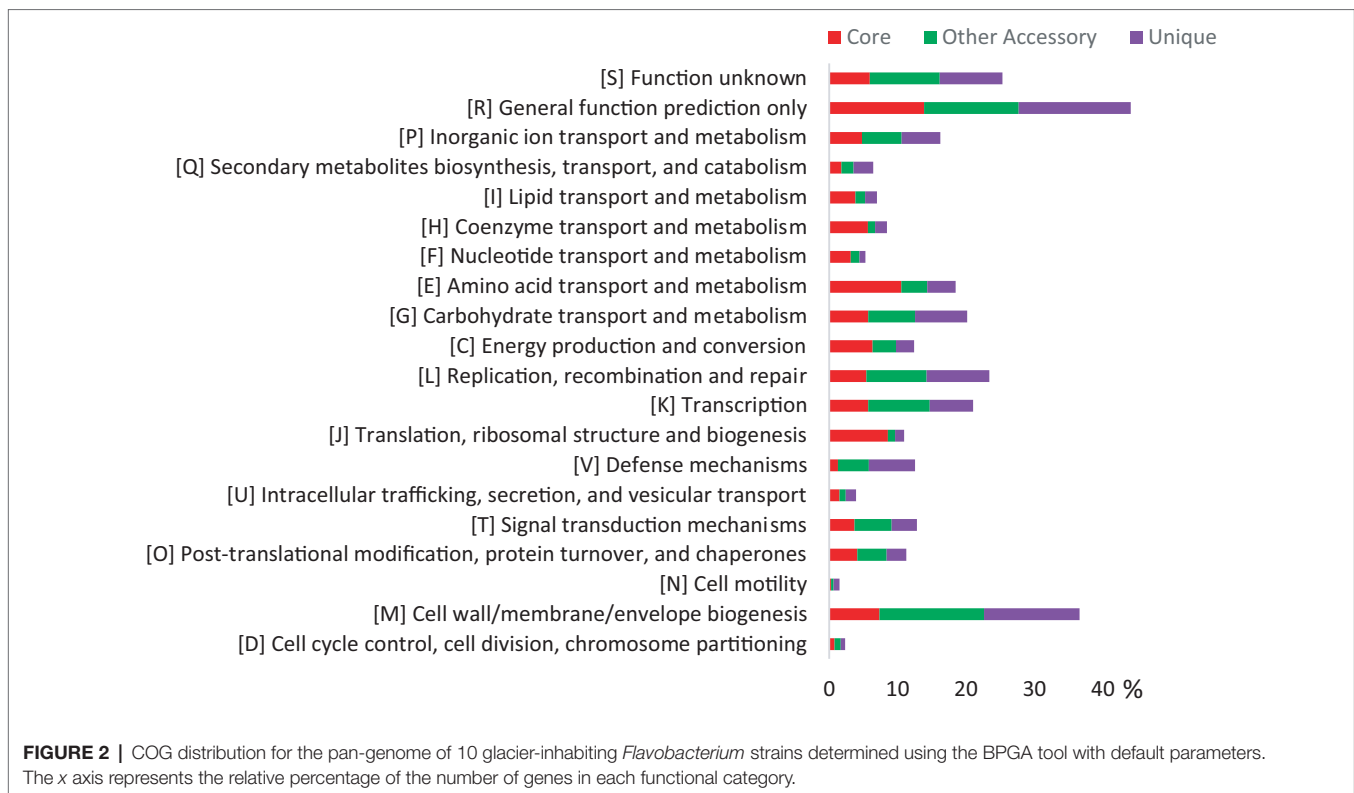 Core Other Accessory Unique
[S] Function unknown
[R] General function prediction only
[P] Inorganic ion transport and metabolism
[Q] Secondary metabolites biosynthesis, transport, and catabolism
[I] Lipid transport and metabolism
[H] Coenzyme transport and metabolism
[F] Nucleotide transport and metabolism
[E] Amino acid transport and metabolism
[G] Carbohydrate transport and metabolism
[C] Energy production and conversion
[L] Replication, recombination and repair
[K] Transcription
[J] Translation, ribosomal structure and biogenesis
[V] Defense mechanisms
[U] Intracellular trafficking, secretion, and vesicular transport
[T] Signal transduction mechanisms
[O] Post-translational modification, protein turnover, and chaperones
[N] Cell motility
[M] Cell wall/membrane/envelope biogenesis
[D] Cell cycle control, cell division, chromosome partitioning
0 10 20 30 40 %
FIGURE 2 | COG distribution for the pan-genome of 10 glacier-inhabiting Flavobacterium strains determined using the BPGA tool with default parameters.
The x axis represents the relative percentage of the number of genes in each functional category.